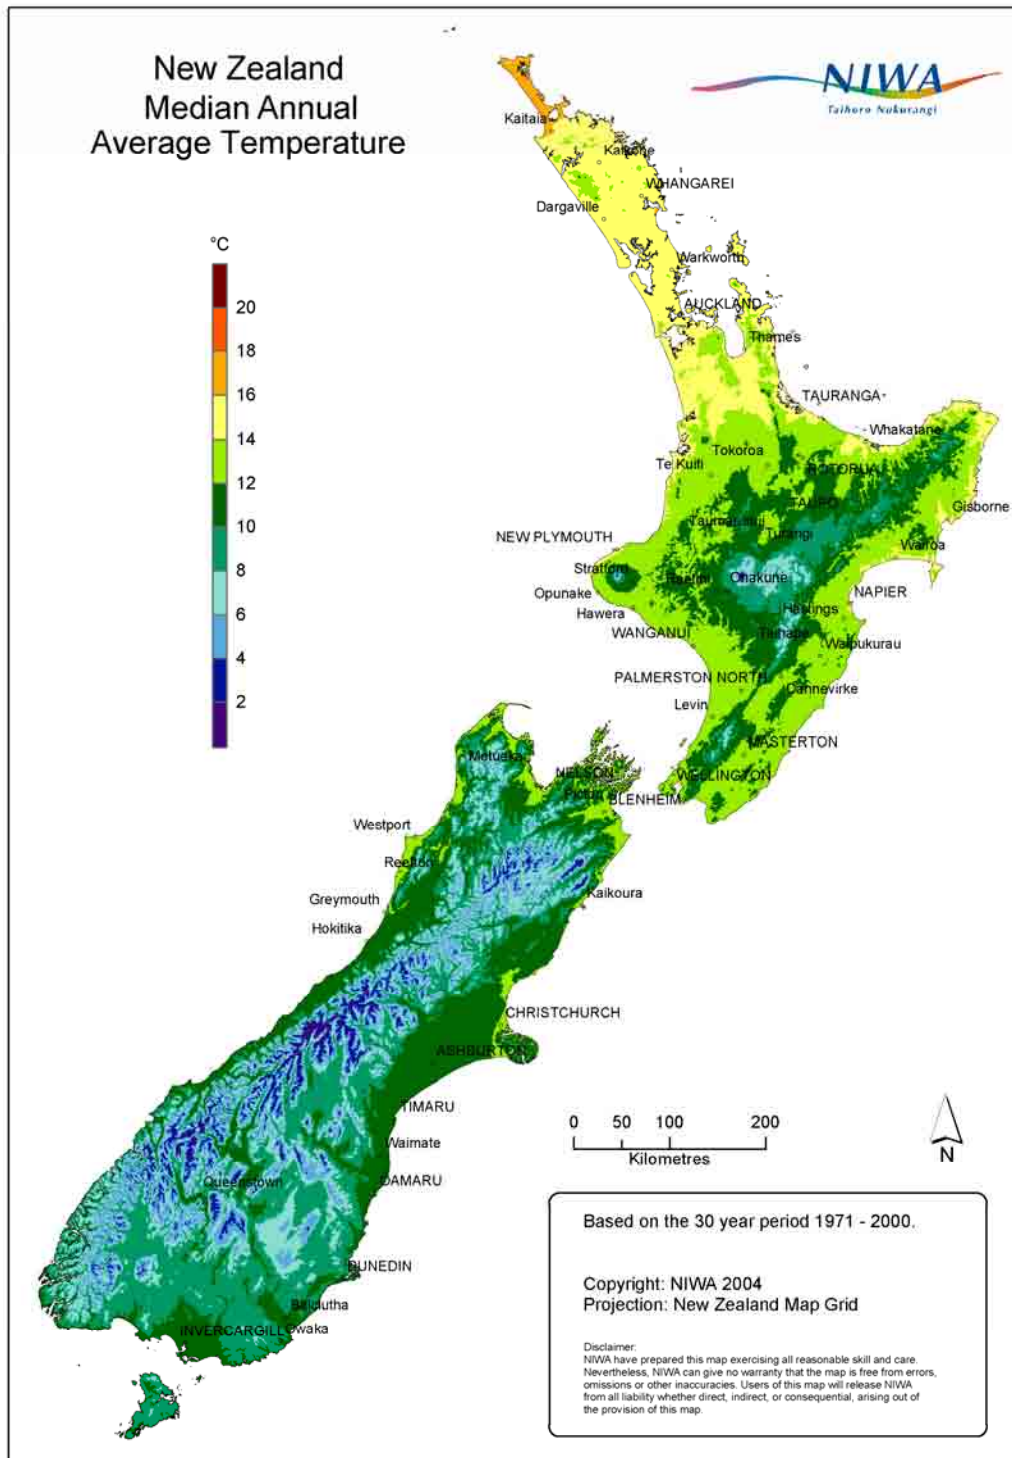 New Zealand
Median Annual
Average Temperature
NIWA
Taihoro Nukurangi
°C
20
18
16
14
12
10
8
6
4
2
Kaitaia
Kaikohe
WHANGAREI
Dargaville
Warkworth
AUCKLAND
Thames
TAURANGA
Whakatane
Tokoroa
Te Kuiti
ROTORUA
TAUPO
Gisborne
Taumarunui
Turangi
NEW PLYMOUTH
Wairoa
Stratford
Raetihi
Ohakune
Opunake
NAPIER
Hawera
Hastings
WANGANUI
Taihape
Waipukurau
PALMERSTON NORTH
Dannevirke
Levin
MASTERTON
Motueka
NELSON
WELLINGTON
Picton
BLENHEIM
Westport
Reefton
Kaikoura
Greymouth
Hokitika
CHRISTCHURCH
ASHBURTON
TIMARU
Waimate
Queenstown
OAMARU
DUNEDIN
Balclutha
INVERCARGILL
Owaka
0 50 100 200
Kilometres
N
Based on the 30 year period 1971 - 2000.
Copyright: NIWA 2004
Projection: New Zealand Map Grid
Disclaimer:
NIWA have prepared this map exercising all reasonable skill and care.
Nevertheless, NIWA can give no warranty that the map is free from errors,
omissions or other inaccuracies. Users of this map will release NIWA
from all liability whether direct, indirect, or consequential, arising out of
the provision of this map.